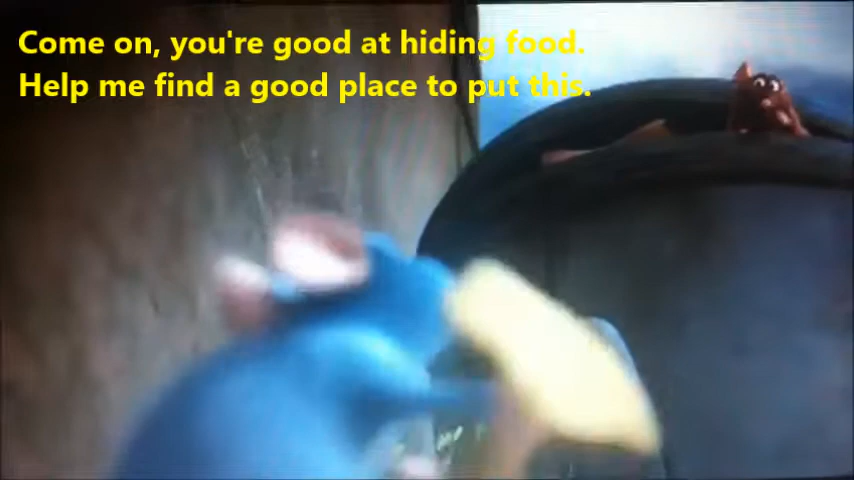 Come on, you're good at hiding food.
Help me find a good place to put this.